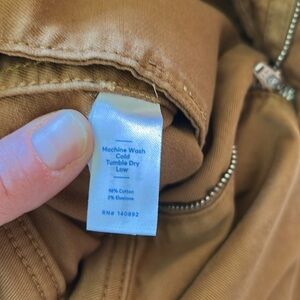 Machine Wash
Cold
Tumble Dry
Low
98% Cotton
2% Elastane
RN# 140892